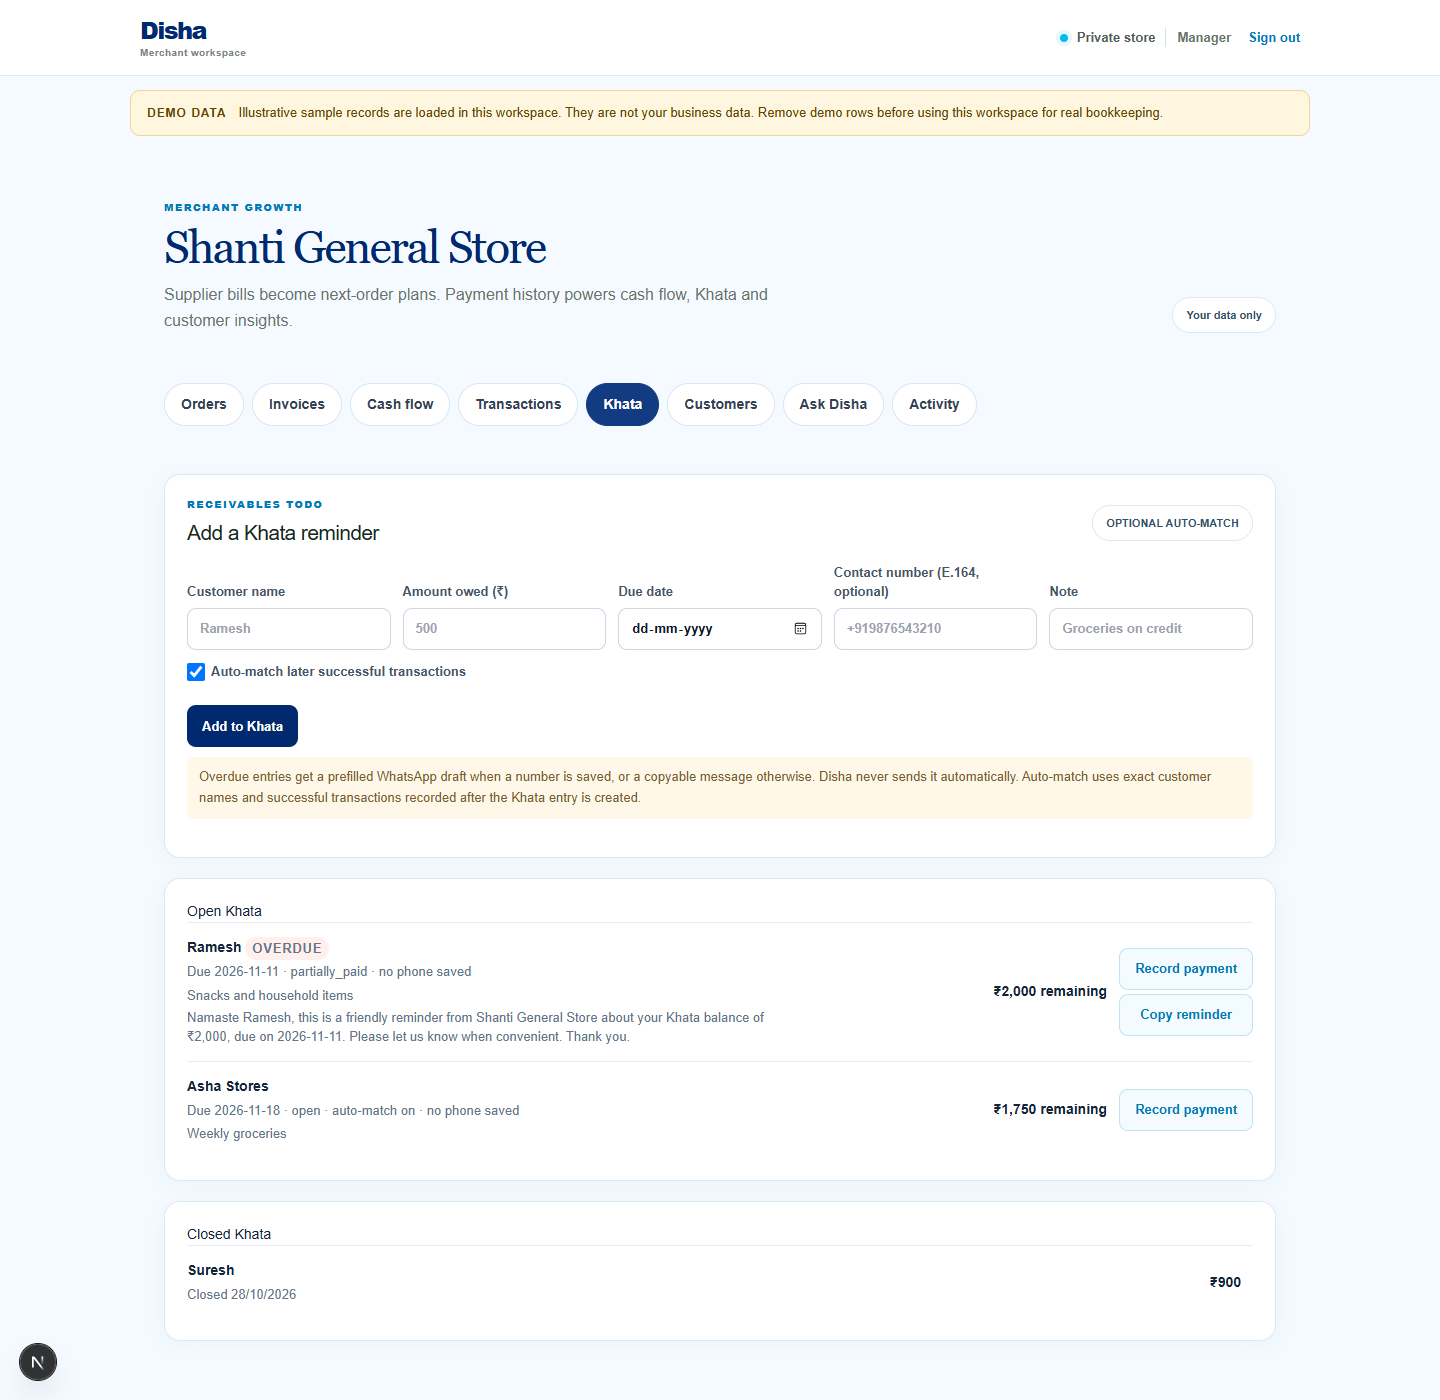 Disha
Merchant workspace
Private store
Manager
Sign out
DEMO DATA Illustrative sample records are loaded in this workspace. They are not your business data. Remove demo rows before using this workspace for real bookkeeping.
MERCHANT GROWTH
Shanti General Store
Supplier bills become next-order plans. Payment history powers cash flow, Khata and
customer insights.
Your data only
Orders
Invoices
Cash flow
Transactions
Khata
Customers
Ask Disha
Activity
RECEIVABLES TODO
Add a Khata reminder
OPTIONAL AUTO-MATCH
Customer name
Ramesh
Amount owed (₹)
500
Due date
dd-mm-yyyy
Contact number (E.164,
optional)
+919876543210
Note
Groceries on credit
Auto-match later successful transactions
Add to Khata
Overdue entries get a prefilled WhatsApp draft when a number is saved, or a copyable message otherwise. Disha never sends it automatically. Auto-match uses exact customer
names and successful transactions recorded after the Khata entry is created.
Open Khata
Ramesh OVERDUE
Due 2026-11-11 · partially_paid · no phone saved
Snacks and household items
Namaste Ramesh, this is a friendly reminder from Shanti General Store about your Khata balance of
₹2,000, due on 2026-11-11. Please let us know when convenient. Thank you.
₹2,000 remaining
Record payment
Copy reminder
Asha Stores
Due 2026-11-18 · open · auto-match on · no phone saved
Weekly groceries
₹1,750 remaining
Record payment
Closed Khata
Suresh
Closed 28/10/2026
₹900
N